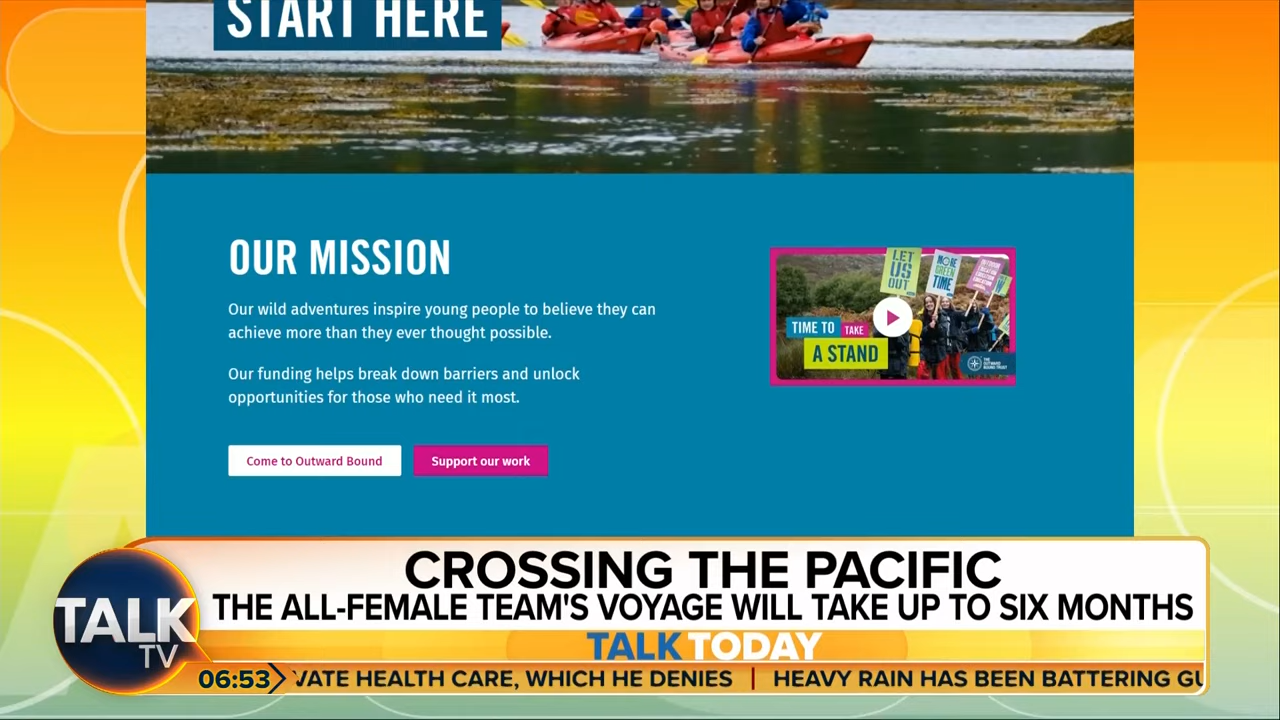 START HERE
OUR MISSION
Our wild adventures inspire young people to believe they can
achieve more than they ever thought possible.
Our funding helps break down barriers and unlock
opportunities for those who need it most.
Come to Outward Bound
Support our work
LET
US
OUT
MORE
GREEN
TIME
TIME TO TAKE
A STAND
THE
OUTWARD
BOUND TRUST
CROSSING THE PACIFIC
THE ALL-FEMALE TEAM'S VOYAGE WILL TAKE UP TO SIX MONTHS
TALK TODAY
TALK
TV
06:53
VATE HEALTH CARE, WHICH HE DENIES | HEAVY RAIN HAS BEEN BATTERING GU